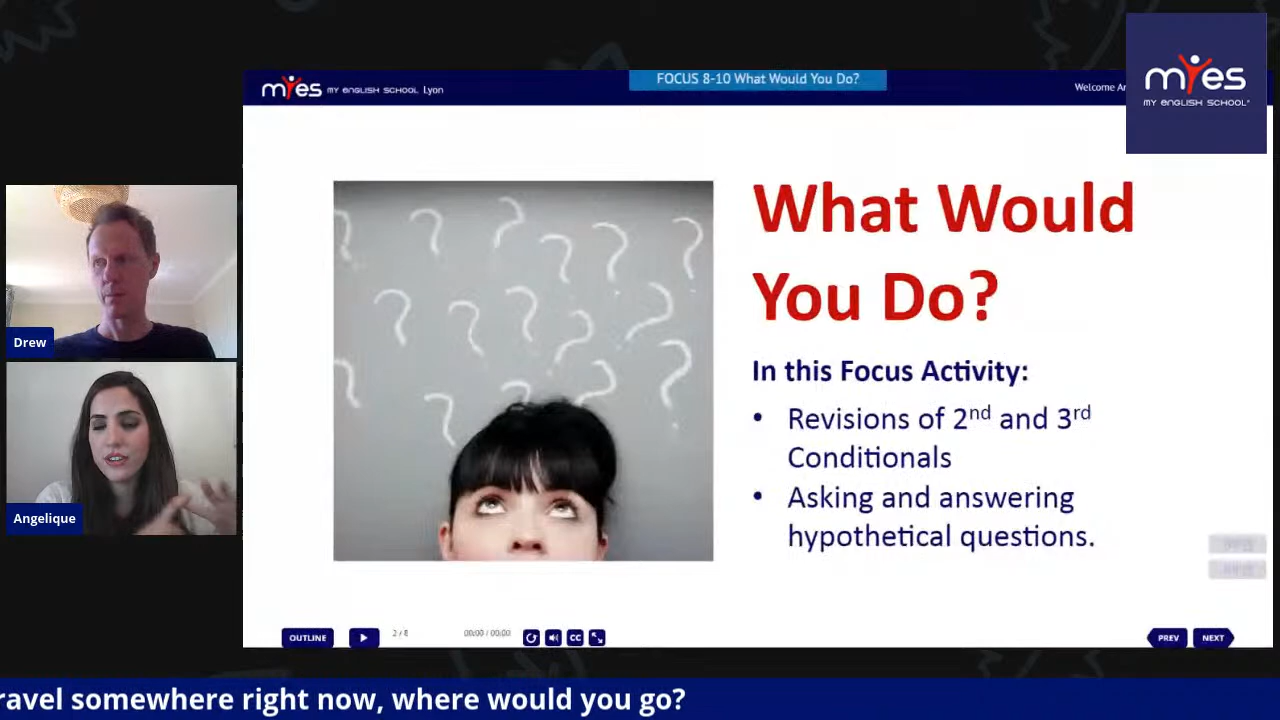 FOCUS 8-10 What Would You Do?
myes MY ENGLISH SCHOOL Lyon
Welcome
myes
MY ENGLISH SCHOOL
What Would
You Do?
In this Focus Activity:
• Revisions of 2nd and 3rd
Conditionals
• Asking and answering
hypothetical questions.
Drew
Angelique
OUTLINE
2 / 8
00:00 / 00:00
CC
PREV
NEXT
ravel somewhere right now, where would you go?